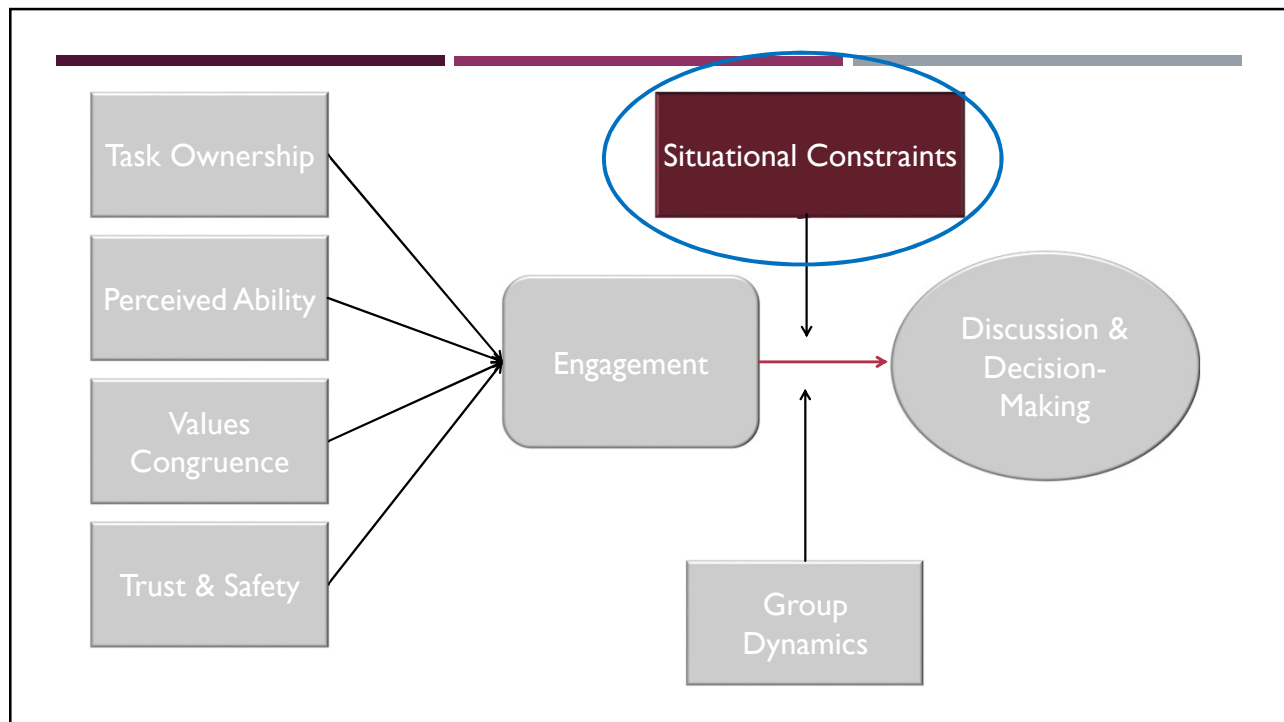 Task Ownership
Situational Constraints
Perceived Ability
Engagement
Discussion &
Decision-
Making
Values
Congruence
Trust & Safety
Group
Dynamics